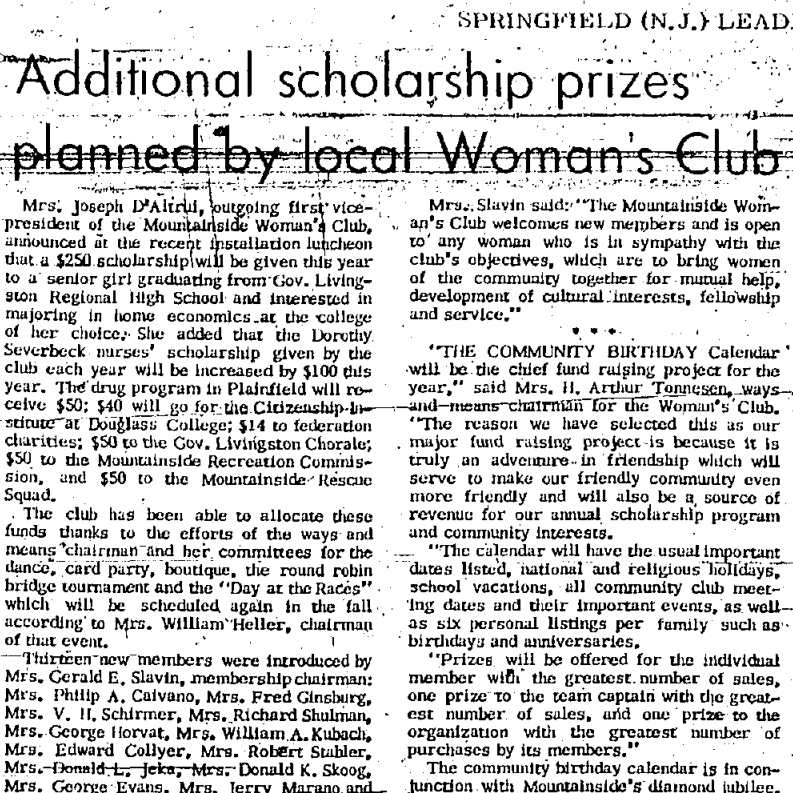 SPRINGFIELD (N.J.) LEAD
Additional scholarship prizes
planned by local Woman's Club
Mrs. Joseph D'Altrui, outgoing first vice-
president of the Mountainside Woman's Club,
announced at the recent installation luncheon
that a $250 scholarship will be given this year
to a senior girl graduating from Gov. Living-
ston Regional High School and interested in
majoring in home economics at the college
of her choice. She added that the Dorothy
Severbeck nurses' scholarship given by the
club each year will be increased by $100 this
year. The drug program in Plainfield will re-
ceive $50; $40 will go for the Citizenship In-
stitute at Douglass College; $14 to federation
charities; $50 to the Gov. Livingston Chorale;
$50 to the Mountainside Recreation Commis-
sion, and $50 to the Mountainside Rescue
Squad.
The club has been able to allocate these
funds thanks to the efforts of the ways and
means chairman and her committees for the
dance, card party, boutique, the round robin
bridge tournament and the "Day at the Races"
which will be scheduled again in the fall
according to Mrs. William Heller, chairman
of that event.
Thirteen new members were introduced by
Mrs. Gerald E. Slavin, membership chairman:
Mrs. Philip A. Calvano, Mrs. Fred Ginsburg,
Mrs. V. H. Schirmer, Mrs. Richard Shulman,
Mrs. George Horvat, Mrs. William A. Kubach,
Mrs. Edward Collyer, Mrs. Robert Stabler,
Mrs. Donald L. Jeka, Mrs. Donald K. Skoog,
Mrs. George Evans, Mrs. Jerry Marano and
Mrs. Slavin said: "The Mountainside Wom-
an's Club welcomes new members and is open
to any woman who is in sympathy with the
club's objectives, which are to bring women
of the community together for mutual help,
development of cultural interests, fellowship
and service."
* * *
"THE COMMUNITY BIRTHDAY Calendar
will be the chief fund raising project for the
year," said Mrs. H. Arthur Tonnesen, ways
and means chairman for the Woman's Club.
"The reason we have selected this as our
major fund raising project is because it is
truly an adventure in friendship which will
serve to make our friendly community even
more friendly and will also be a source of
revenue for our annual scholarship program
and community interests.
"The calendar will have the usual important
dates listed, national and religious holidays,
school vacations, all community club meet-
ing dates and their important events, as well
as six personal listings per family such as
birthdays and anniversaries.
"Prizes will be offered for the individual
member with the greatest number of sales,
one prize to the team captain with the great-
est number of sales, and one prize to the
organization with the greatest number of
purchases by its members."
The community birthday calendar is in con-
junction with Mountainside's diamond jubilee.